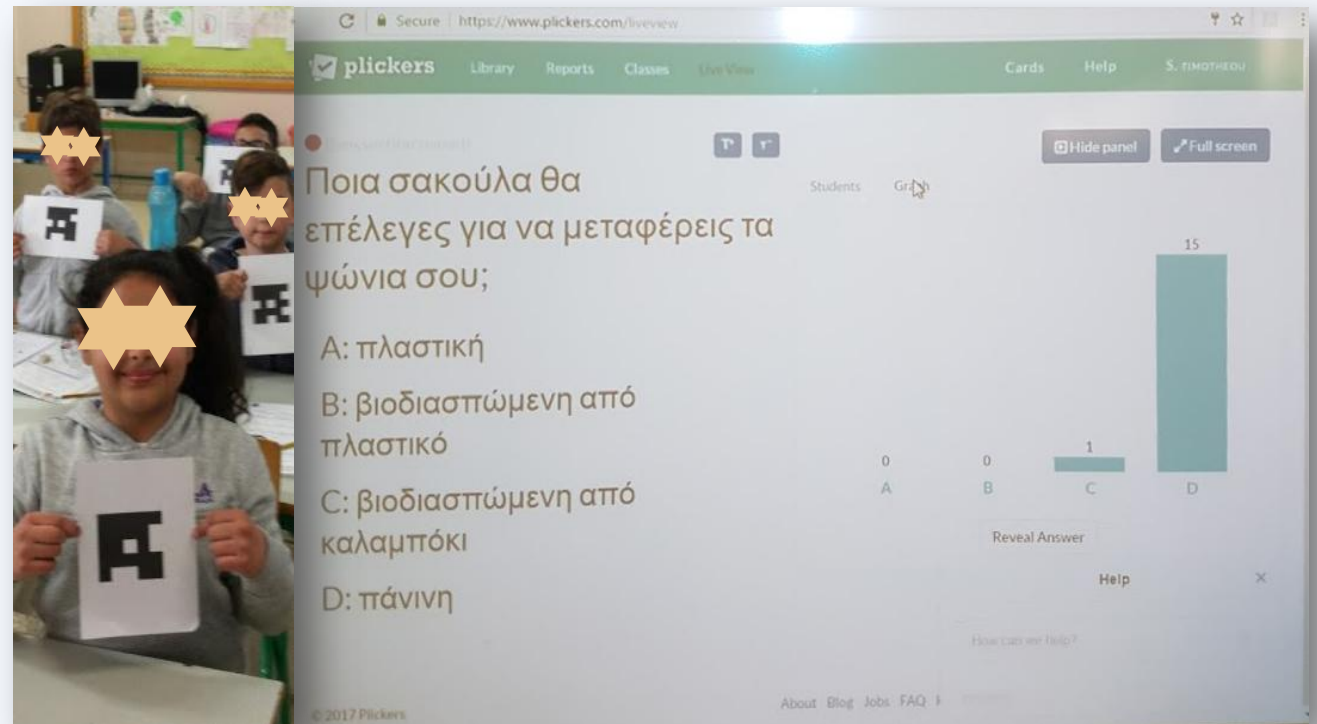 Secure https://www.plickers.com/liveview
plickers Library Reports Classes Live View Cards Help S. TIMOTHEOU
Hide panel Full screen
Students Graph
Ποια σακούλα θα
επέλεγες για να μεταφέρεις τα
ψώνια σου;
A: πλαστική
B: βιοδιασπώμενη από
πλαστικό
C: βιοδιασπώμενη από
καλαμπόκι
D: πάνινη
15
1
0 0
A B C D
Reveal Answer
Help
How can we help?
About Blog Jobs FAQ
© 2017 Plickers